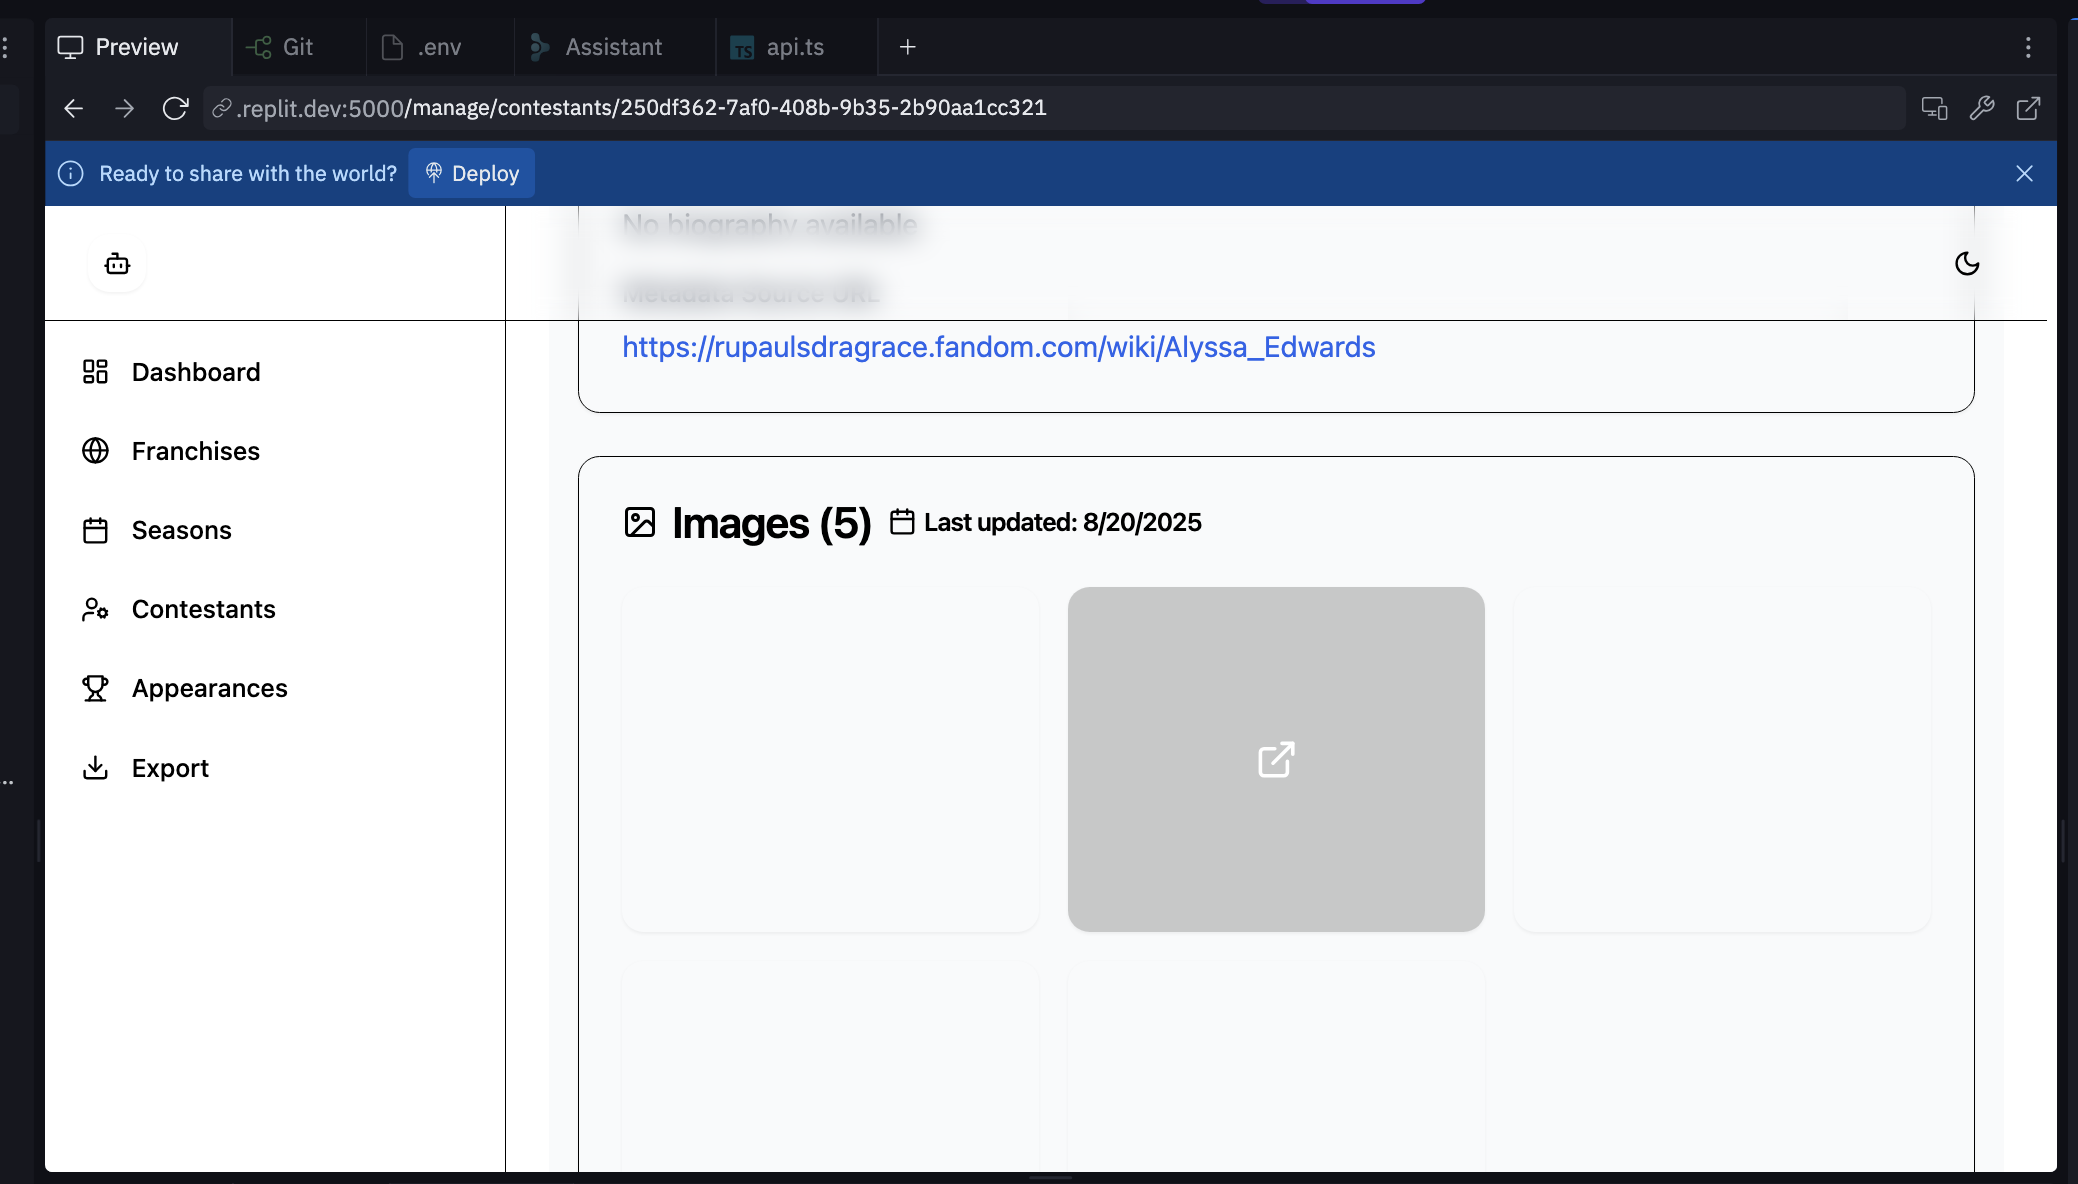 Preview
Git
.env
Assistant
TS api.ts
.replit.dev:5000/manage/contestants/250df362-7af0-408b-9b35-2b90aa1cc321
Ready to share with the world?
Deploy
No biography available
Metadata Source URL
https://rupaulsdragrace.fandom.com/wiki/Alyssa_Edwards
Dashboard
Franchises
Seasons
Contestants
Appearances
Export
Images (5)
Last updated: 8/20/2025